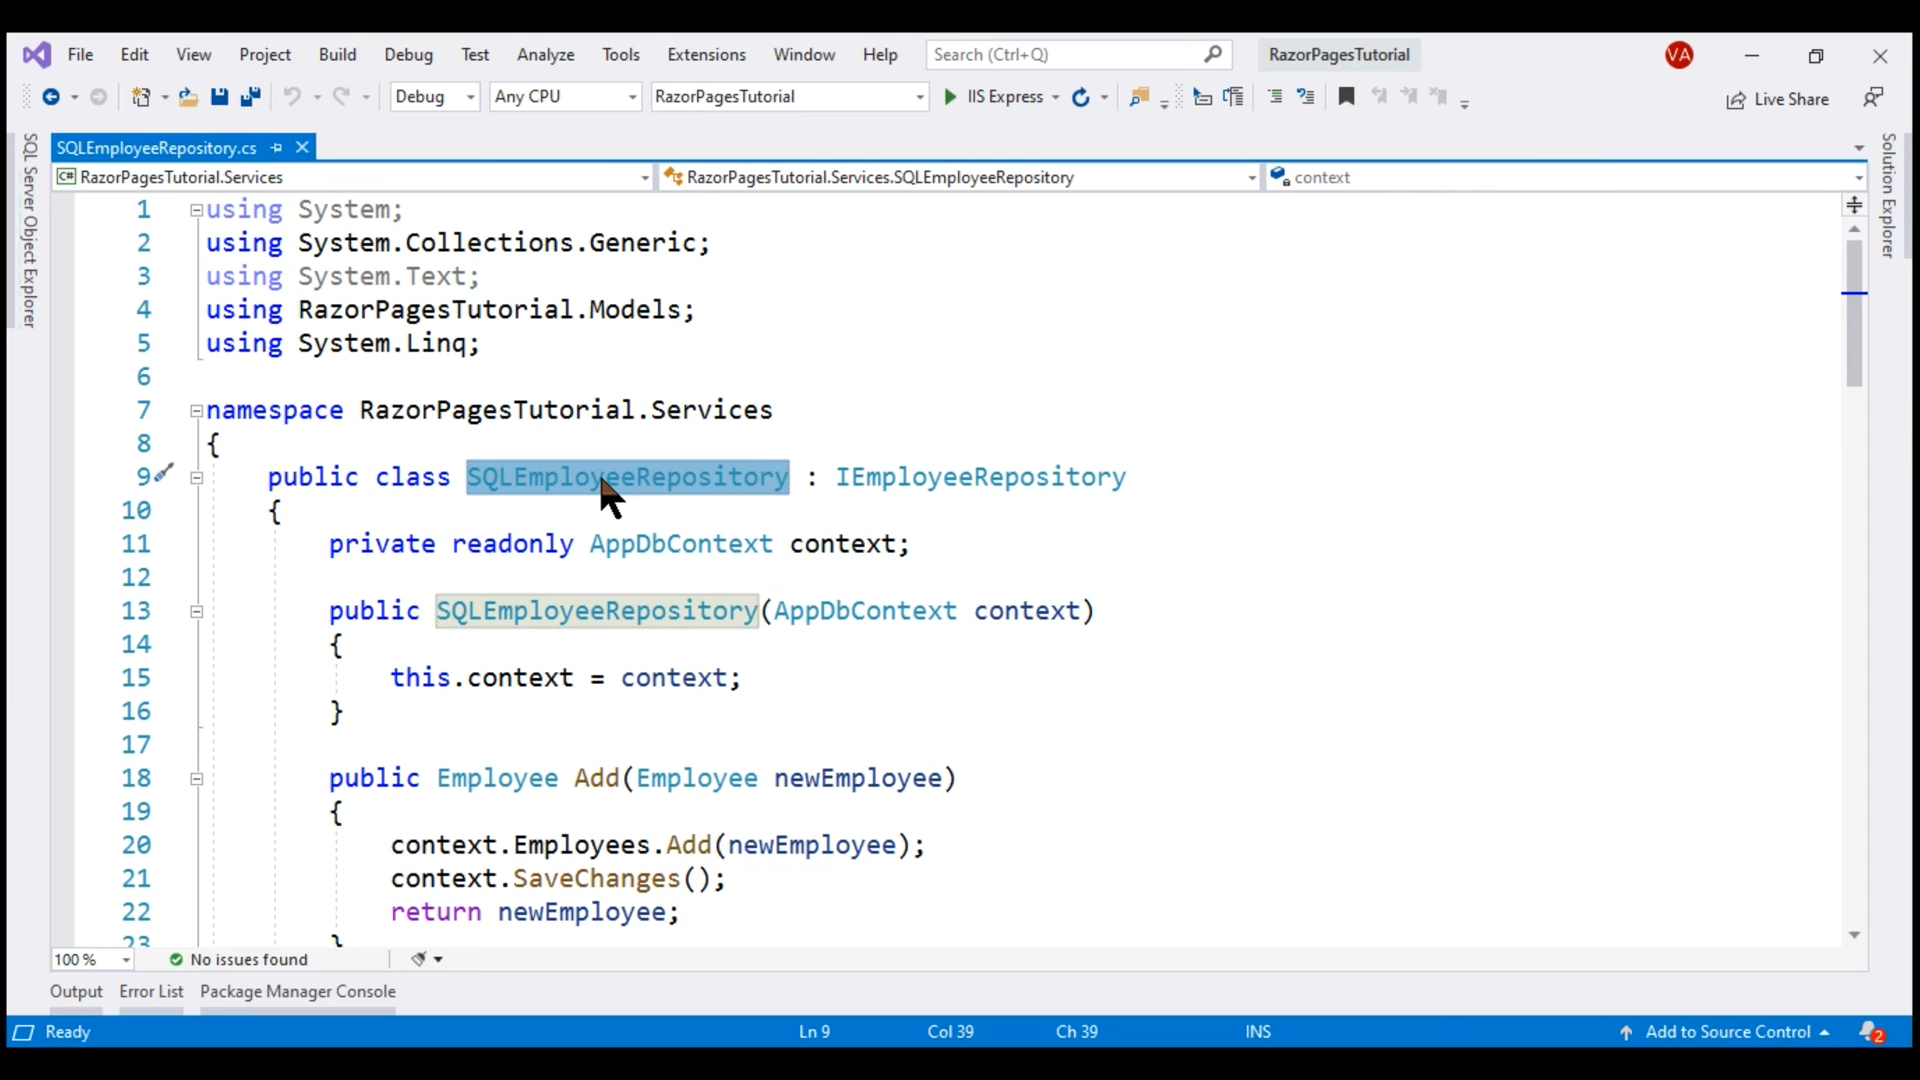 File Edit View Project Build Debug Test Analyze Tools Extensions Window Help Search (Ctrl+Q) RazorPagesTutorial VA
Debug Any CPU RazorPagesTutorial IIS Express Live Share
SQLEmployeeRepository.cs
C# RazorPagesTutorial.Services RazorPagesTutorial.Services.SQLEmployeeRepository context
SQL Server Object Explorer
Solution Explorer
1 using System;
2 using System.Collections.Generic;
3 using System.Text;
4 using RazorPagesTutorial.Models;
5 using System.Linq;
6
7 namespace RazorPagesTutorial.Services
8 {
9 public class SQLEmployeeRepository : IEmployeeRepository
10 {
11 private readonly AppDbContext context;
12
13 public SQLEmployeeRepository(AppDbContext context)
14 {
15 this.context = context;
16 }
17
18 public Employee Add(Employee newEmployee)
19 {
20 context.Employees.Add(newEmployee);
21 context.SaveChanges();
22 return newEmployee;
23 }
100 % No issues found
Output Error List Package Manager Console
Ready Ln 9 Col 39 Ch 39 INS Add to Source Control 2